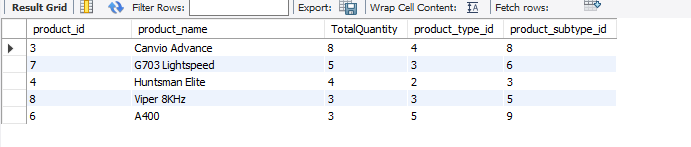 Result Grid Filter Rows: Export: Wrap Cell Content: Fetch rows:
product_id product_name TotalQuantity product_type_id product_subtype_id
3 Canvio Advance 8 4 8
7 G703 Lightspeed 5 3 6
4 Huntsman Elite 4 2 3
8 Viper 8KHz 3 3 5
6 A400 3 5 9